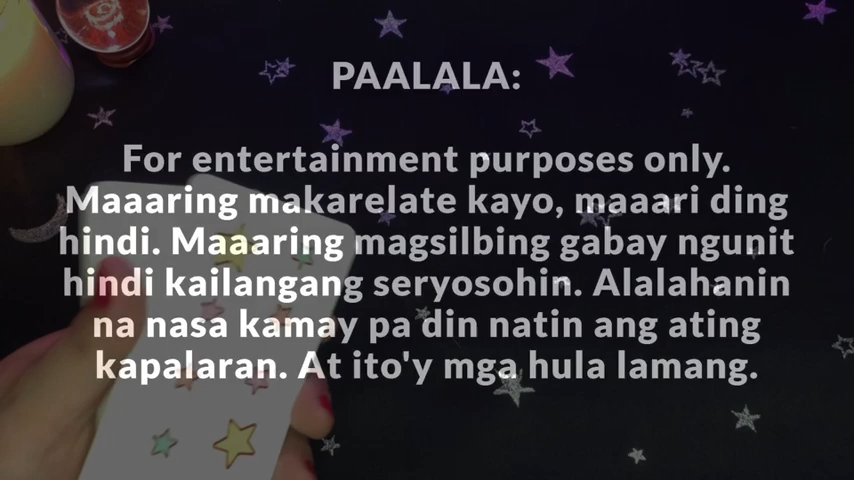 PAALALA:
For entertainment purposes only.
Maaaring makarelate kayo, maaari ding
hindi. Maaaring magsilbing gabay ngunit
hindi kailangang seryosohin. Alalahanin
na nasa kamay pa din natin ang ating
kapalaran. At ito'y mga hula lamang.